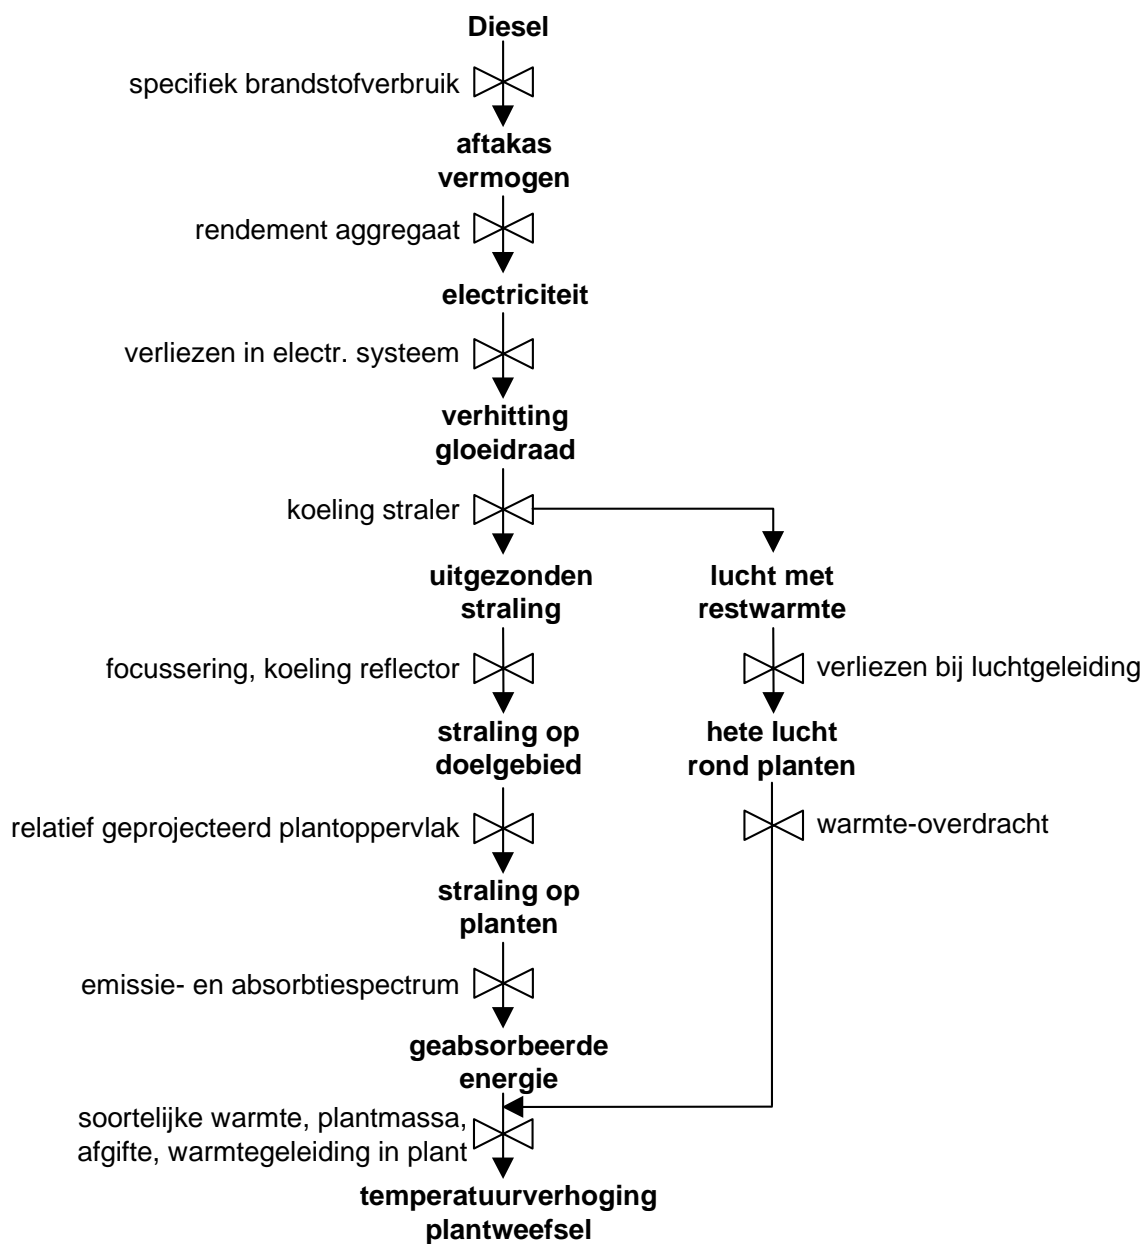 Diesel
specifiek brandstofverbruik
aftakas
vermogen
rendement aggregaat
electriciteit
verliezen in electr. systeem
verhitting
gloeidraad
koeling straler
uitgezonden
straling
lucht met
restwarmte
focussering, koeling reflector
verliezen bij luchtgeleiding
straling op
doelgebied
hete lucht
rond planten
relatief geprojecteerd plantoppervlak
warmte-overdracht
straling op
planten
emissie- en absorbtiespectrum
geabsorbeerde
energie
soortelijke warmte, plantmassa,
afgifte, warmtegeleiding in plant
temperatuurverhoging
plantweefsel